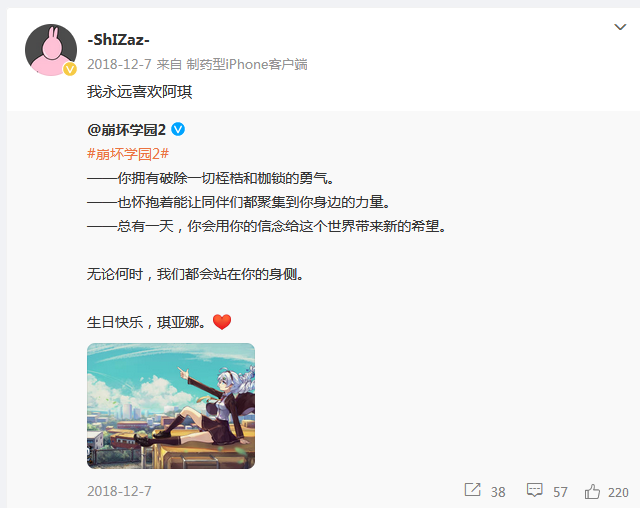 -ShIZaz-
2018-12-7 来自 制药型iPhone客户端
我永远喜欢阿琪
@崩坏学园2
#崩坏学园2#
——你拥有破除一切桎梏和枷锁的勇气。
——也怀抱着能让同伴们都聚集到你身边的力量。
——总有一天，你会用你的信念给这个世界带来新的希望。
无论何时，我们都会站在你的身侧。
生日快乐，琪亚娜。❤
2018-12-7 38 57 220